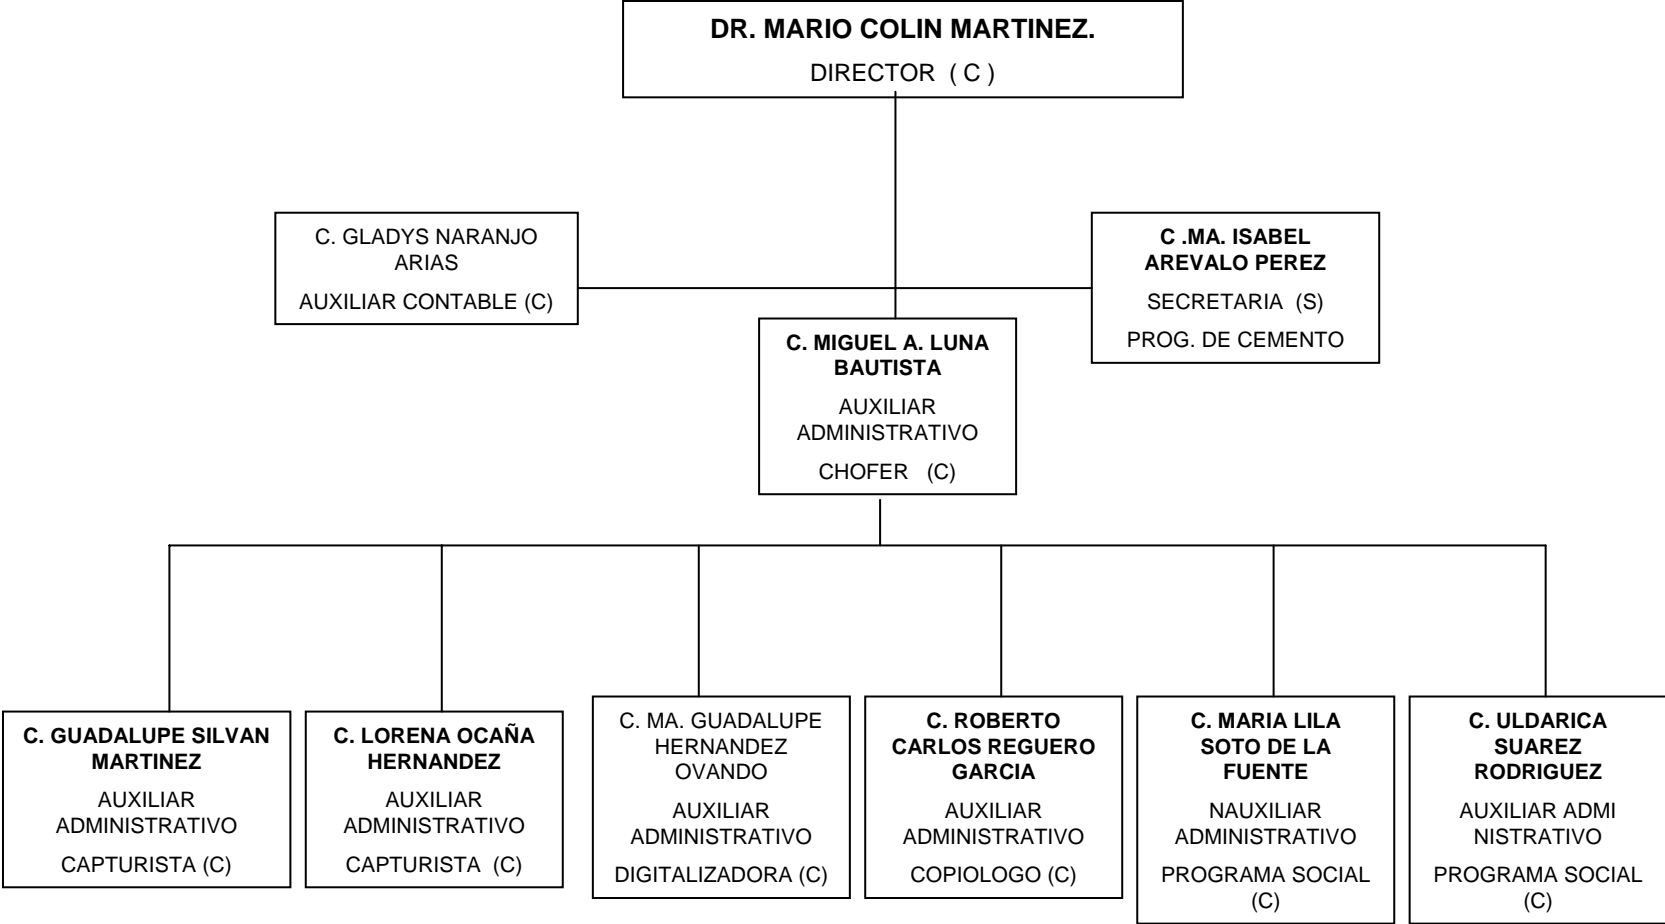 DR. MARIO COLIN MARTINEZ.
DIRECTOR ( C )
C. GLADYS NARANJO
ARIAS
AUXILIAR CONTABLE (C)
C .MA. ISABEL
AREVALO PEREZ
SECRETARIA (S)
PROG. DE CEMENTO
C. MIGUEL A. LUNA
BAUTISTA
AUXILIAR
ADMINISTRATIVO
CHOFER (C)
C. GUADALUPE SILVAN
MARTINEZ
AUXILIAR
ADMINISTRATIVO
CAPTURISTA (C)
C. LORENA OCAÑA
HERNANDEZ
AUXILIAR
ADMINISTRATIVO
CAPTURISTA (C)
C. MA. GUADALUPE
HERNANDEZ
OVANDO
AUXILIAR
ADMINISTRATIVO
DIGITALIZADORA (C)
C. ROBERTO
CARLOS REGUERO
GARCIA
AUXILIAR
ADMINISTRATIVO
COPIOLOGO (C)
C. MARIA LILA
SOTO DE LA
FUENTE
NAUXILIAR
ADMINISTRATIVO
PROGRAMA SOCIAL
(C)
C. ULDARICA
SUAREZ
RODRIGUEZ
AUXILIAR ADMI
NISTRATIVO
PROGRAMA SOCIAL
(C)